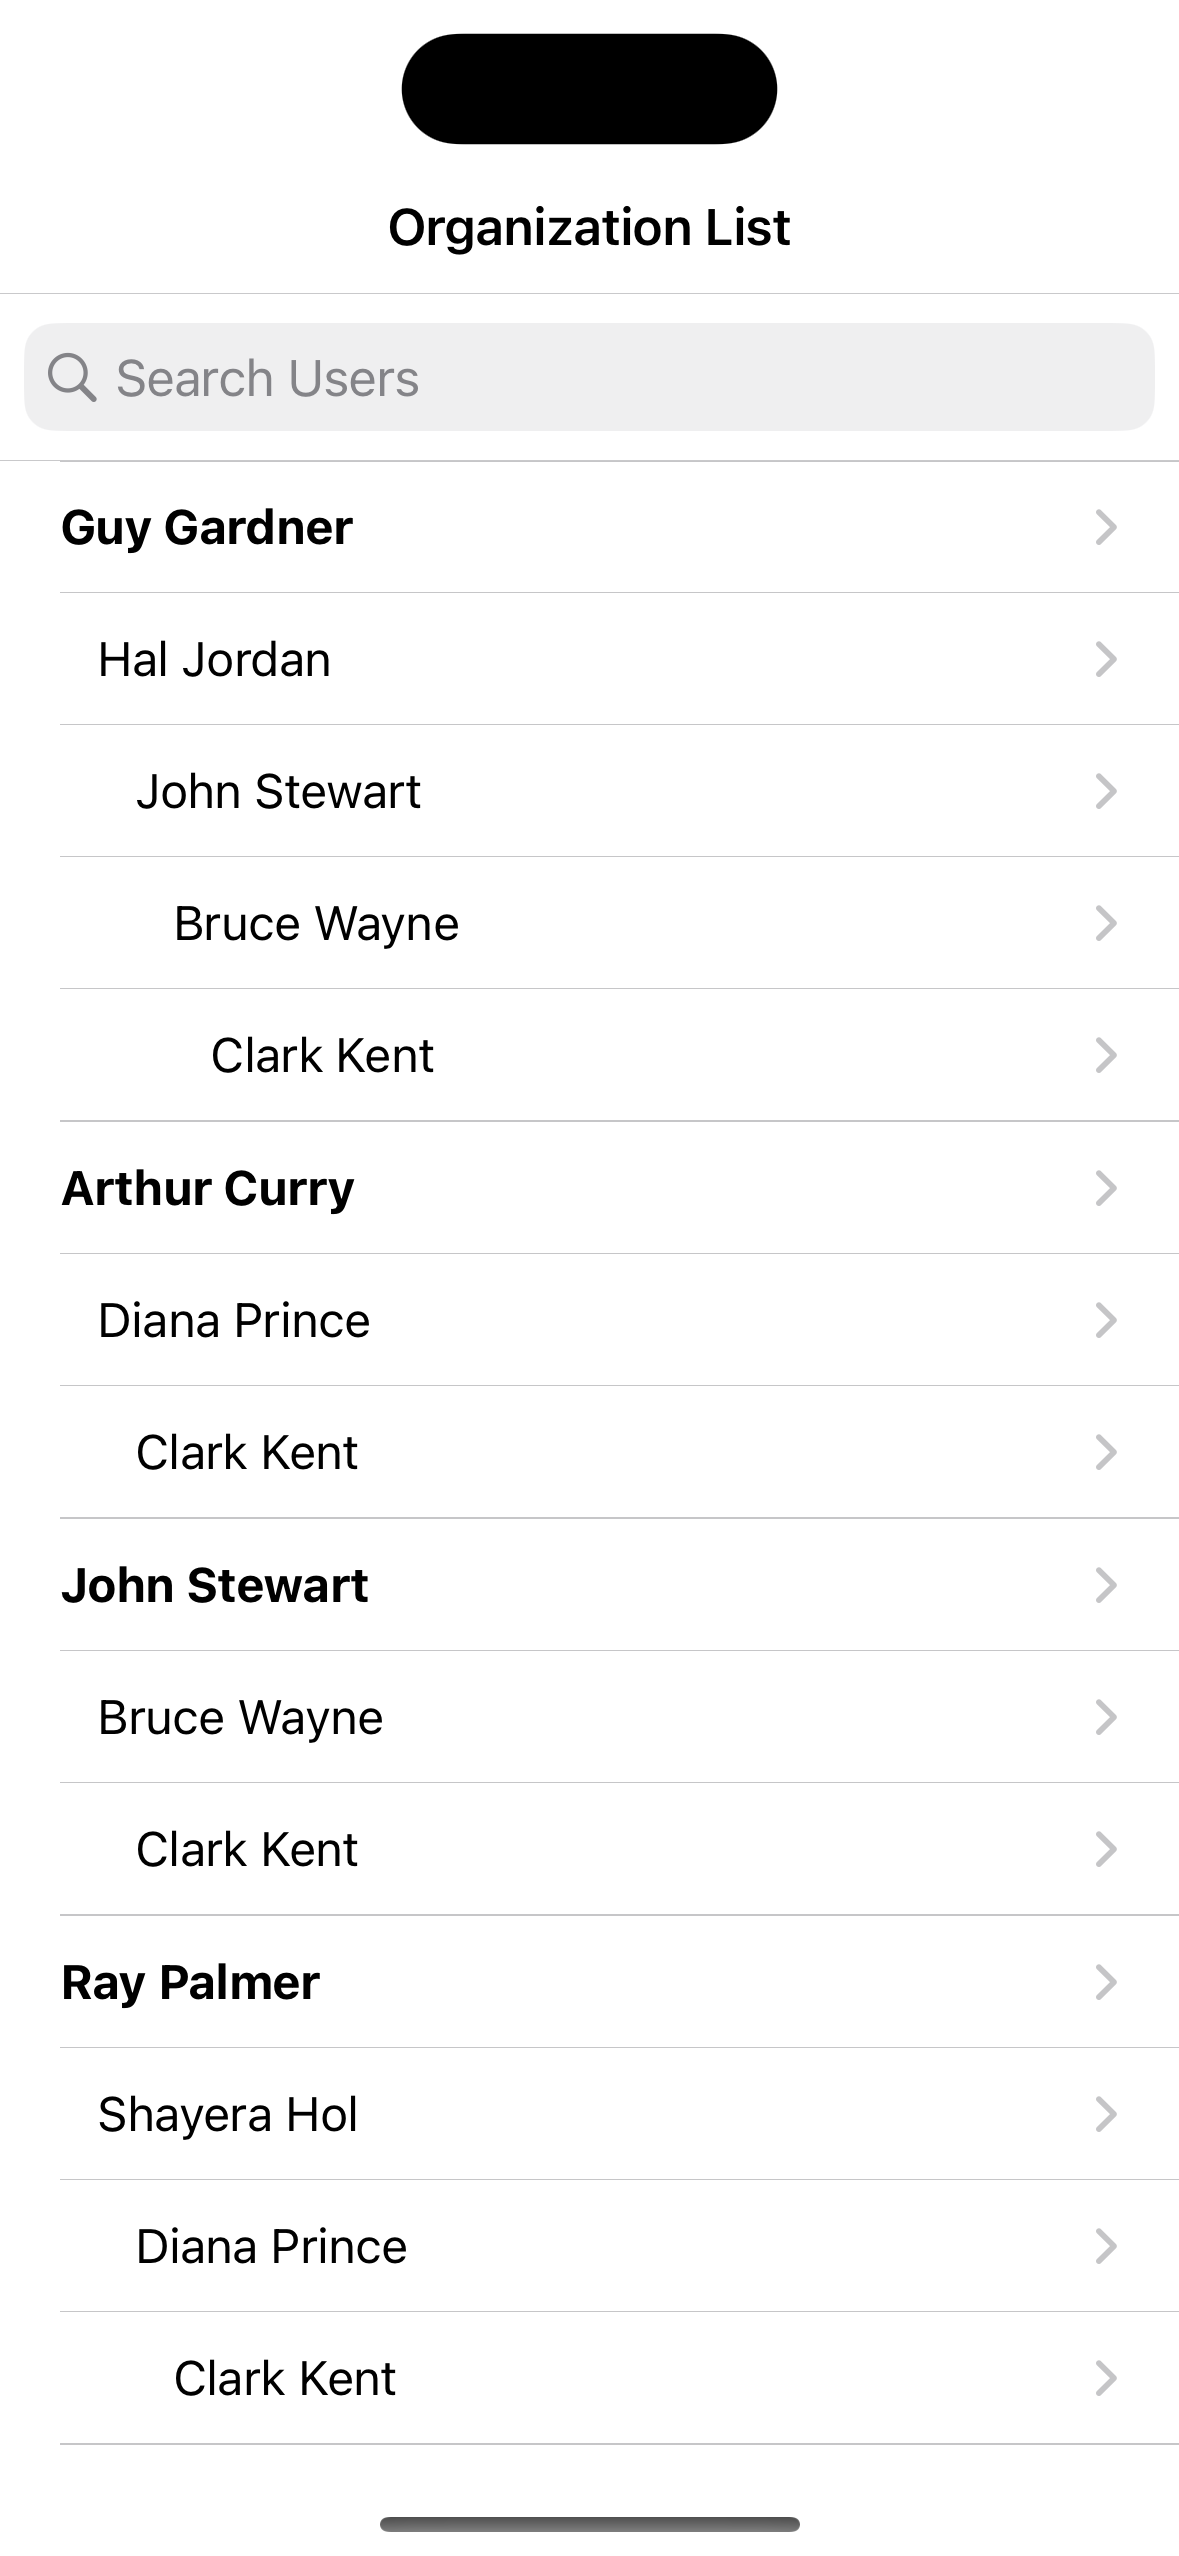 Organization List
Search Users
Guy Gardner
Hal Jordan
John Stewart
Bruce Wayne
Clark Kent
Arthur Curry
Diana Prince
Clark Kent
John Stewart
Bruce Wayne
Clark Kent
Ray Palmer
Shayera Hol
Diana Prince
Clark Kent